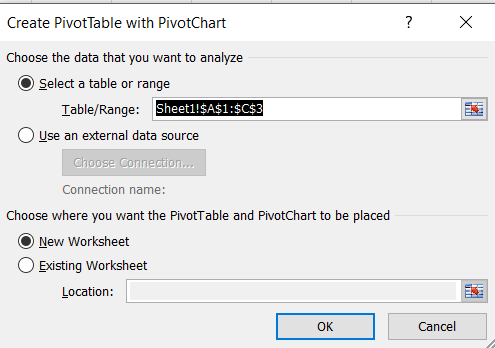 Create PivotTable with PivotChart ?
Choose the data that you want to analyze
Select a table or range
Table/Range: Sheet1!$A$1:$C$3
Use an external data source
Choose Connection...
Connection name:
Choose where you want the PivotTable and PivotChart to be placed
New Worksheet
Existing Worksheet
Location:
OK Cancel